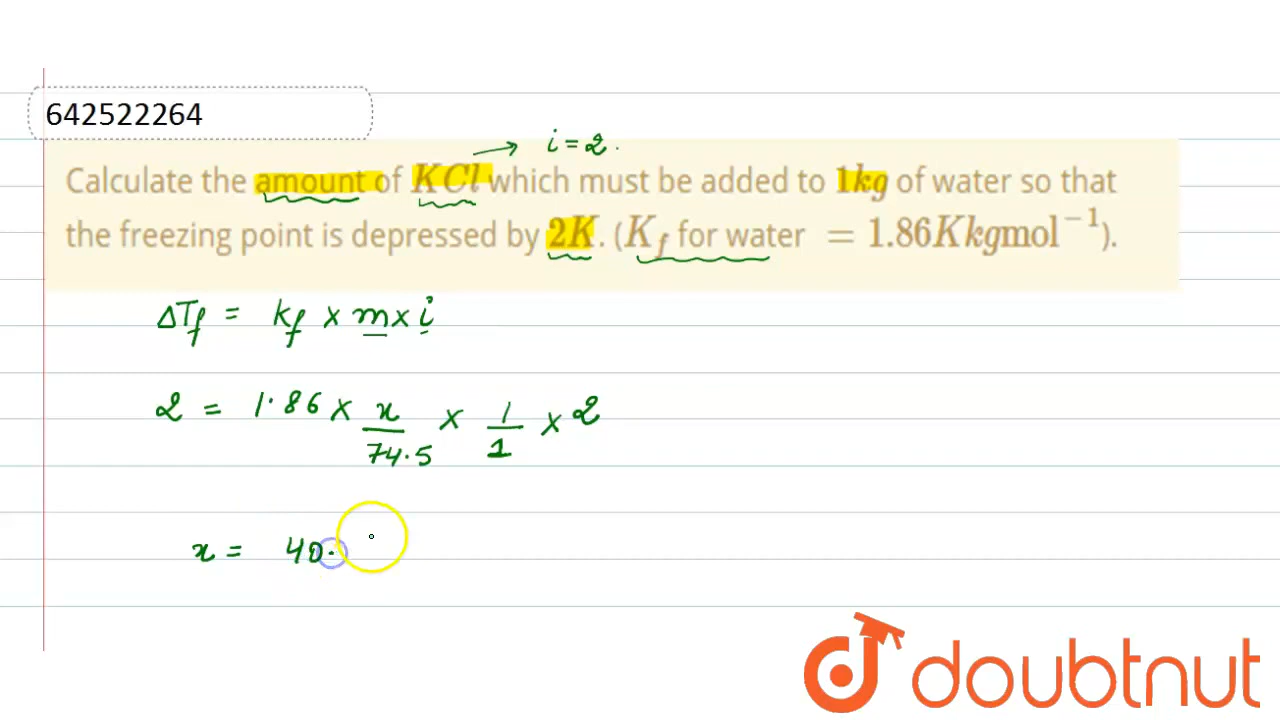 642522264
i = 2.
Calculate the amount of KCl which must be added to 1kg of water so that
the freezing point is depressed by 2K. (K_f for water = 1.86KkgMol⁻¹).
ΔTf = kf × m × i
2 = 1.86 × x/74.5 × 1/1 × 2
x = 40.
doubtnut